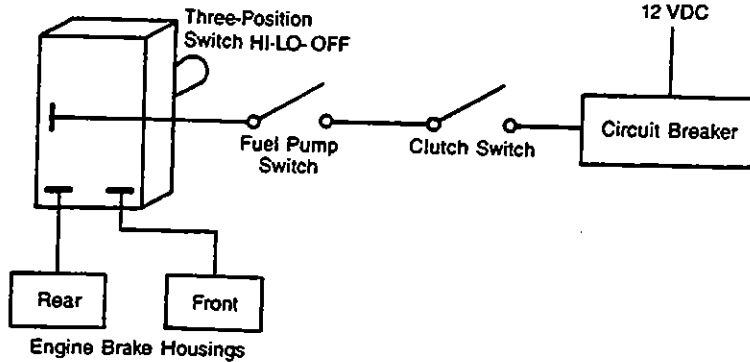 Three-Position
Switch HI-LO-OFF
12 VDC
Fuel Pump
Switch
Clutch Switch
Circuit Breaker
Rear
Front
Engine Brake Housings